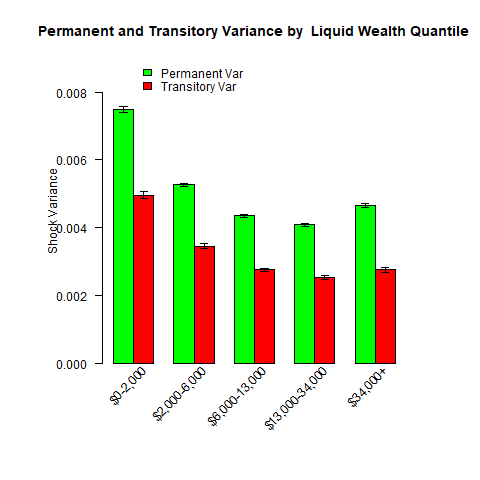 Permanent and Transitory Variance by  Liquid Wealth Quantile
Permanent Var
Transitory Var
Shock Variance
0.008
0.006
0.004
0.002
0.000
$0-2,000
$2,000-6,000
$6,000-13,000
$13,000-34,000
$34,000+